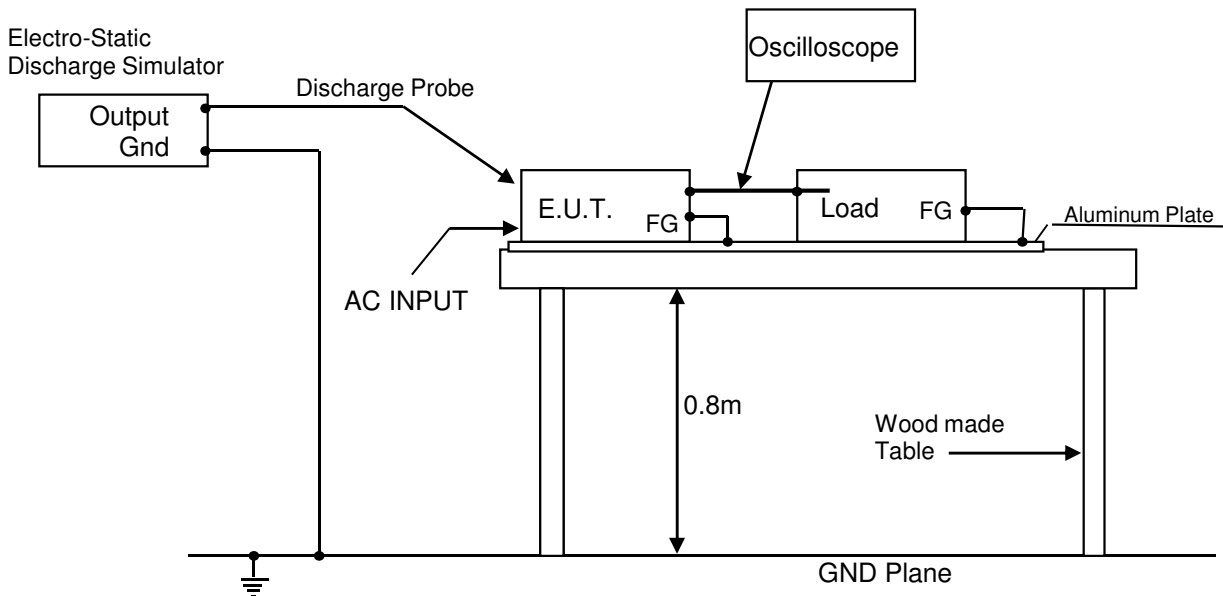 Electro-Static
Discharge Simulator
Output
Gnd
Discharge Probe
Oscilloscope
E.U.T.
FG
Load
FG
Aluminum Plate
AC INPUT
0.8m
Wood made
Table
GND Plane